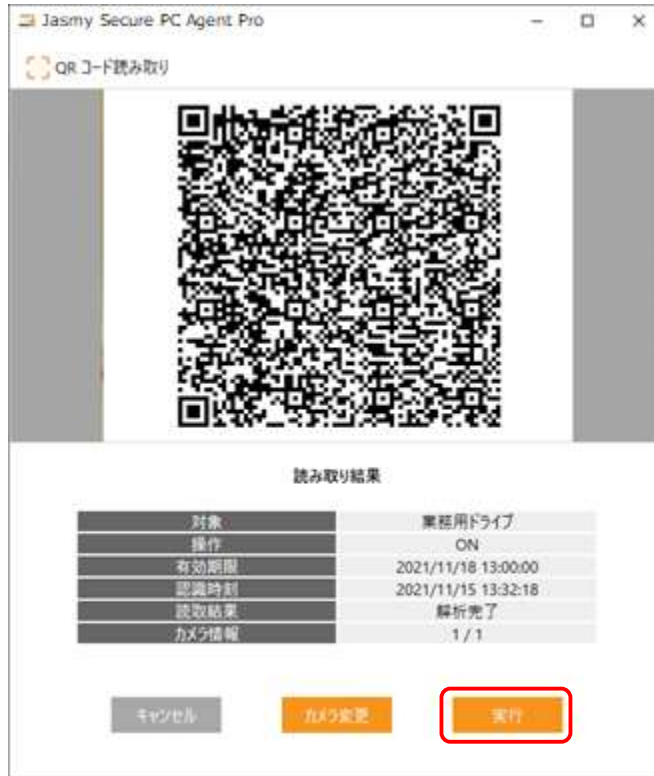 Jasmy Secure PC Agent Pro
QR コード読み取り
読み取り結果
対象 業務用ドライブ
操作 ON
有効期限 2021/11/18 13:00:00
認識時刻 2021/11/15 13:32:18
読取結果 解析完了
カメラ情報 1 / 1
キャンセル カメラ変更 実行